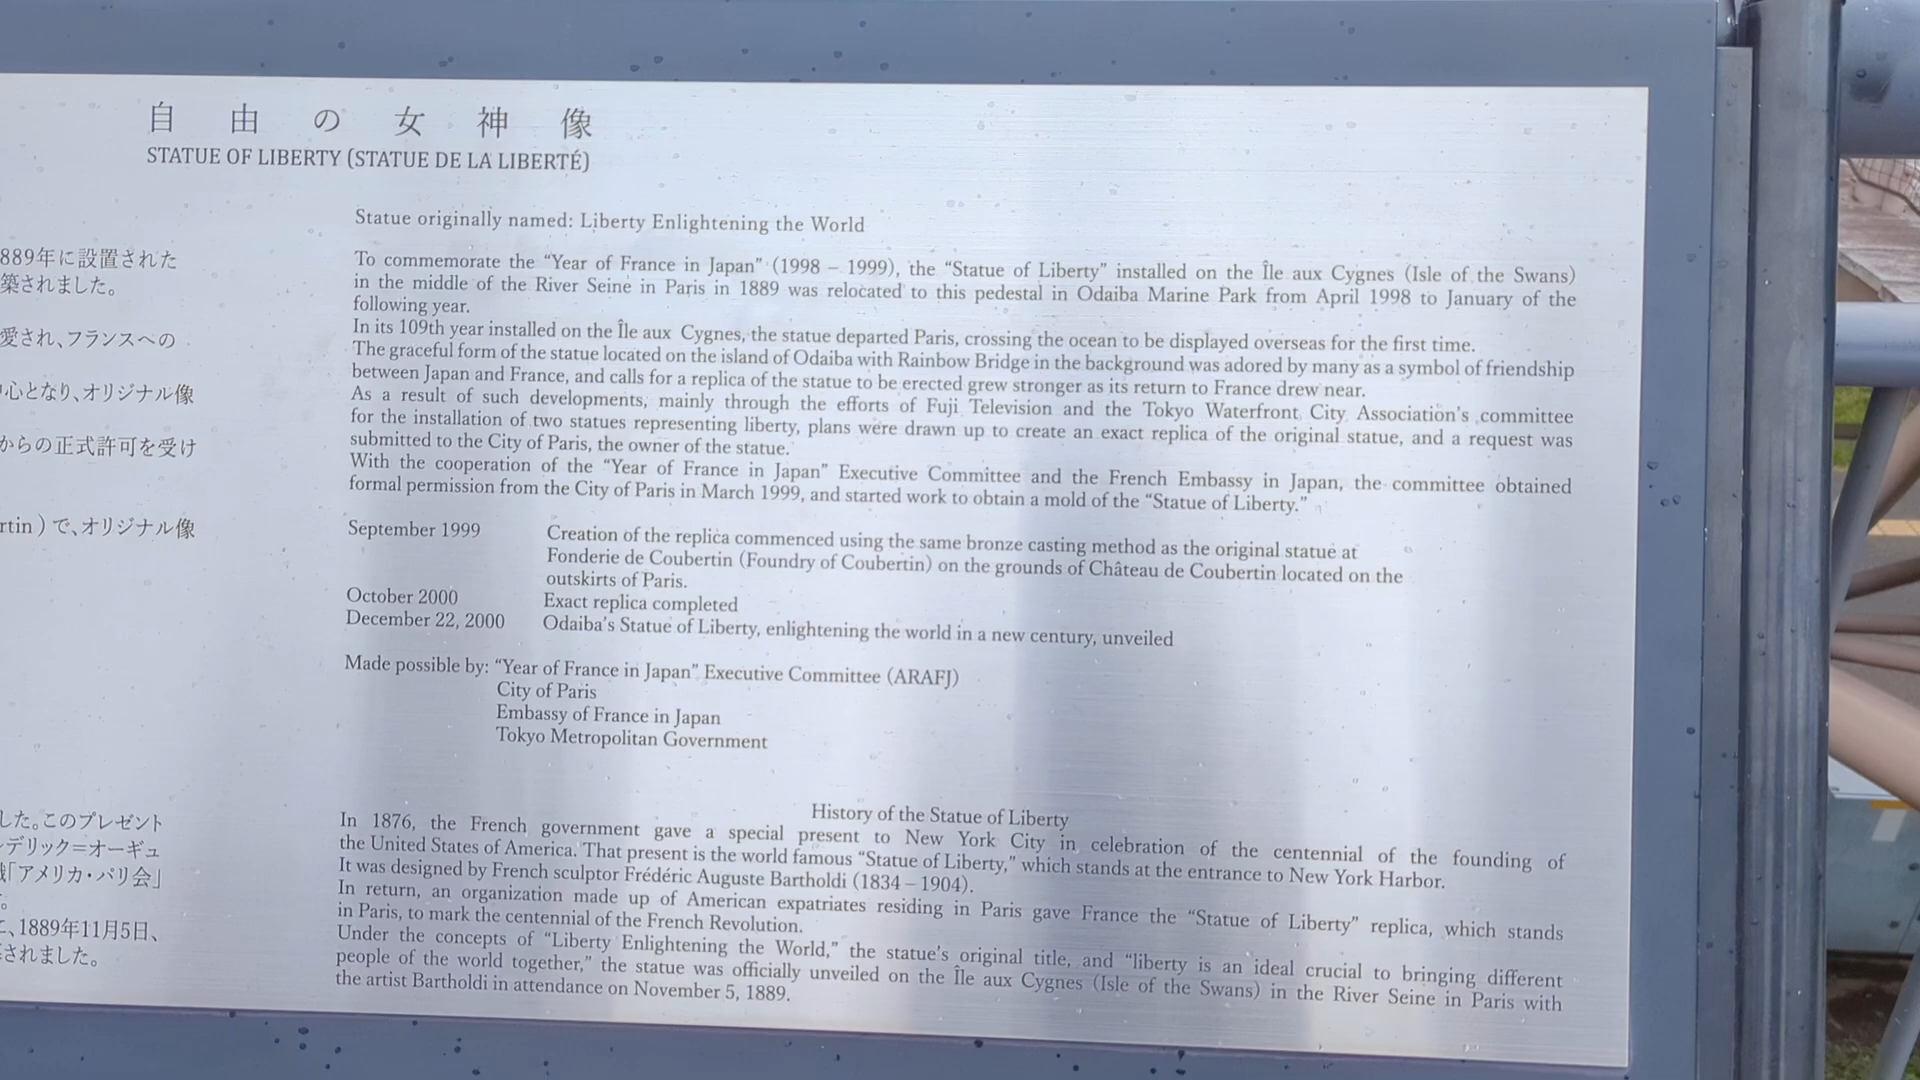 自由の女神像
STATUE OF LIBERTY (STATUE DE LA LIBERTÉ)
889年に設置された
築されました。
愛され、フランスへの
心となり、オリジナル像
からの正式許可を受け
rtin)で、オリジナル像
した。このプレゼント
デリック=オーギュ
「アメリカ・パリ会」
。
、1889年11月5日、
されました。
Statue originally named: Liberty Enlightening the World
To commemorate the “Year of France in Japan” (1998 – 1999), the “Statue of Liberty” installed on the Île aux Cygnes (Isle of the Swans)
in the middle of the River Seine in Paris in 1889 was relocated to this pedestal in Odaiba Marine Park from April 1998 to January of the
following year.
In its 109th year installed on the Île aux Cygnes, the statue departed Paris, crossing the ocean to be displayed overseas for the first time.
The graceful form of the statue located on the island of Odaiba with Rainbow Bridge in the background was adored by many as a symbol of friendship
between Japan and France, and calls for a replica of the statue to be erected grew stronger as its return to France drew near.
As a result of such developments, mainly through the efforts of Fuji Television and the Tokyo Waterfront City Association’s committee
for the installation of two statues representing liberty, plans were drawn up to create an exact replica of the original statue, and a request was
submitted to the City of Paris, the owner of the statue.
With the cooperation of the “Year of France in Japan” Executive Committee and the French Embassy in Japan, the committee obtained
formal permission from the City of Paris in March 1999, and started work to obtain a mold of the “Statue of Liberty.”
September 1999 Creation of the replica commenced using the same bronze casting method as the original statue at
Fonderie de Coubertin (Foundry of Coubertin) on the grounds of Château de Coubertin located on the
outskirts of Paris.
October 2000 Exact replica completed
December 22, 2000 Odaiba’s Statue of Liberty, enlightening the world in a new century, unveiled
Made possible by: “Year of France in Japan” Executive Committee (ARAFJ)
City of Paris
Embassy of France in Japan
Tokyo Metropolitan Government
History of the Statue of Liberty
In 1876, the French government gave a special present to New York City in celebration of the centennial of the founding of
the United States of America. That present is the world famous “Statue of Liberty,” which stands at the entrance to New York Harbor.
It was designed by French sculptor Frédéric Auguste Bartholdi (1834 – 1904).
In return, an organization made up of American expatriates residing in Paris gave France the “Statue of Liberty” replica, which stands
in Paris, to mark the centennial of the French Revolution.
Under the concepts of “Liberty Enlightening the World,” the statue’s original title, and “liberty is an ideal crucial to bringing different
people of the world together,” the statue was officially unveiled on the Île aux Cygnes (Isle of the Swans) in the River Seine in Paris with
the artist Bartholdi in attendance on November 5, 1889.